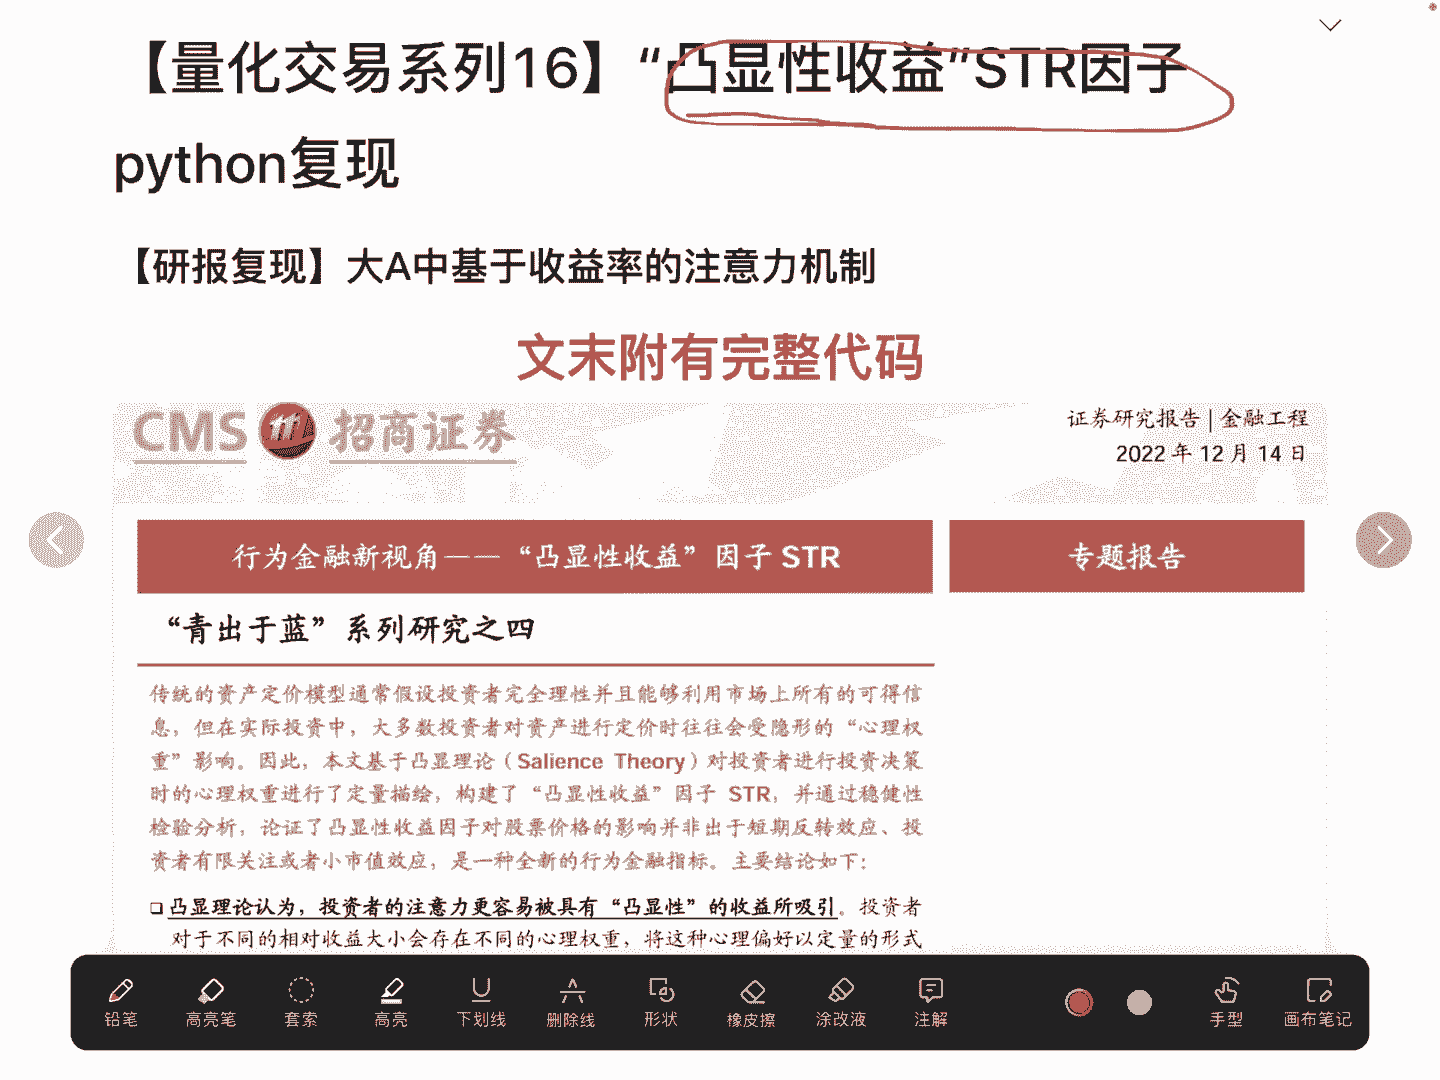 【量化交易系列16】“凸显性收益”STR因子
python复现
【研报复现】大A中基于收益率的注意力机制
文末附有完整代码
CMS 招商证券
证券研究报告 | 金融工程
2022 年 12 月 14 日
行为金融新视角——“凸显性收益”因子 STR
专题报告
“青出于蓝”系列研究之四
传统的资产定价模型通常假设投资者完全理性并且能够利用市场上所有的可得信
息，但在实际投资中，大多数投资者对资产进行定价时往往会受隐形的“心理权
重”影响。因此，本文基于凸显理论（Salience Theory）对投资者进行投资决策
时的心理权重进行了定量描绘，构建了“凸显性收益”因子 STR，并通过稳健性
检验分析，论证了凸显性收益因子对股票价格的影响并非出于短期反转效应、投
资者有限关注或者小市值效应，是一种全新的行为金融指标。主要结论如下：
❑ 凸显理论认为，投资者的注意力更容易被具有“凸显性”的收益所吸引。投资者
对于不同的相对收益大小会存在不同的心理权重，将这种心理偏好以定量的形式
铅笔 高亮笔 套索 高亮 下划线 删除线 形状 橡皮擦 涂改液 注解 手型 画布笔记